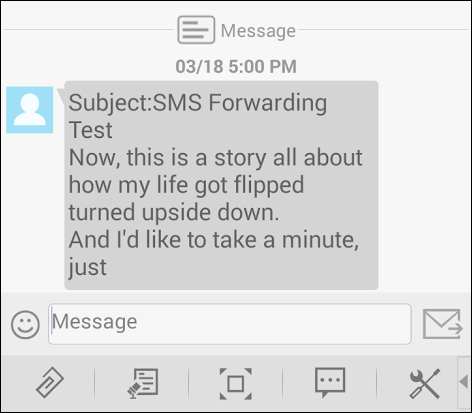 Message
03/18 5:00 PM
Subject:SMS Forwarding
Test
Now, this is a story all about
how my life got flipped
turned upside down.
And I'd like to take a minute,
just
Message